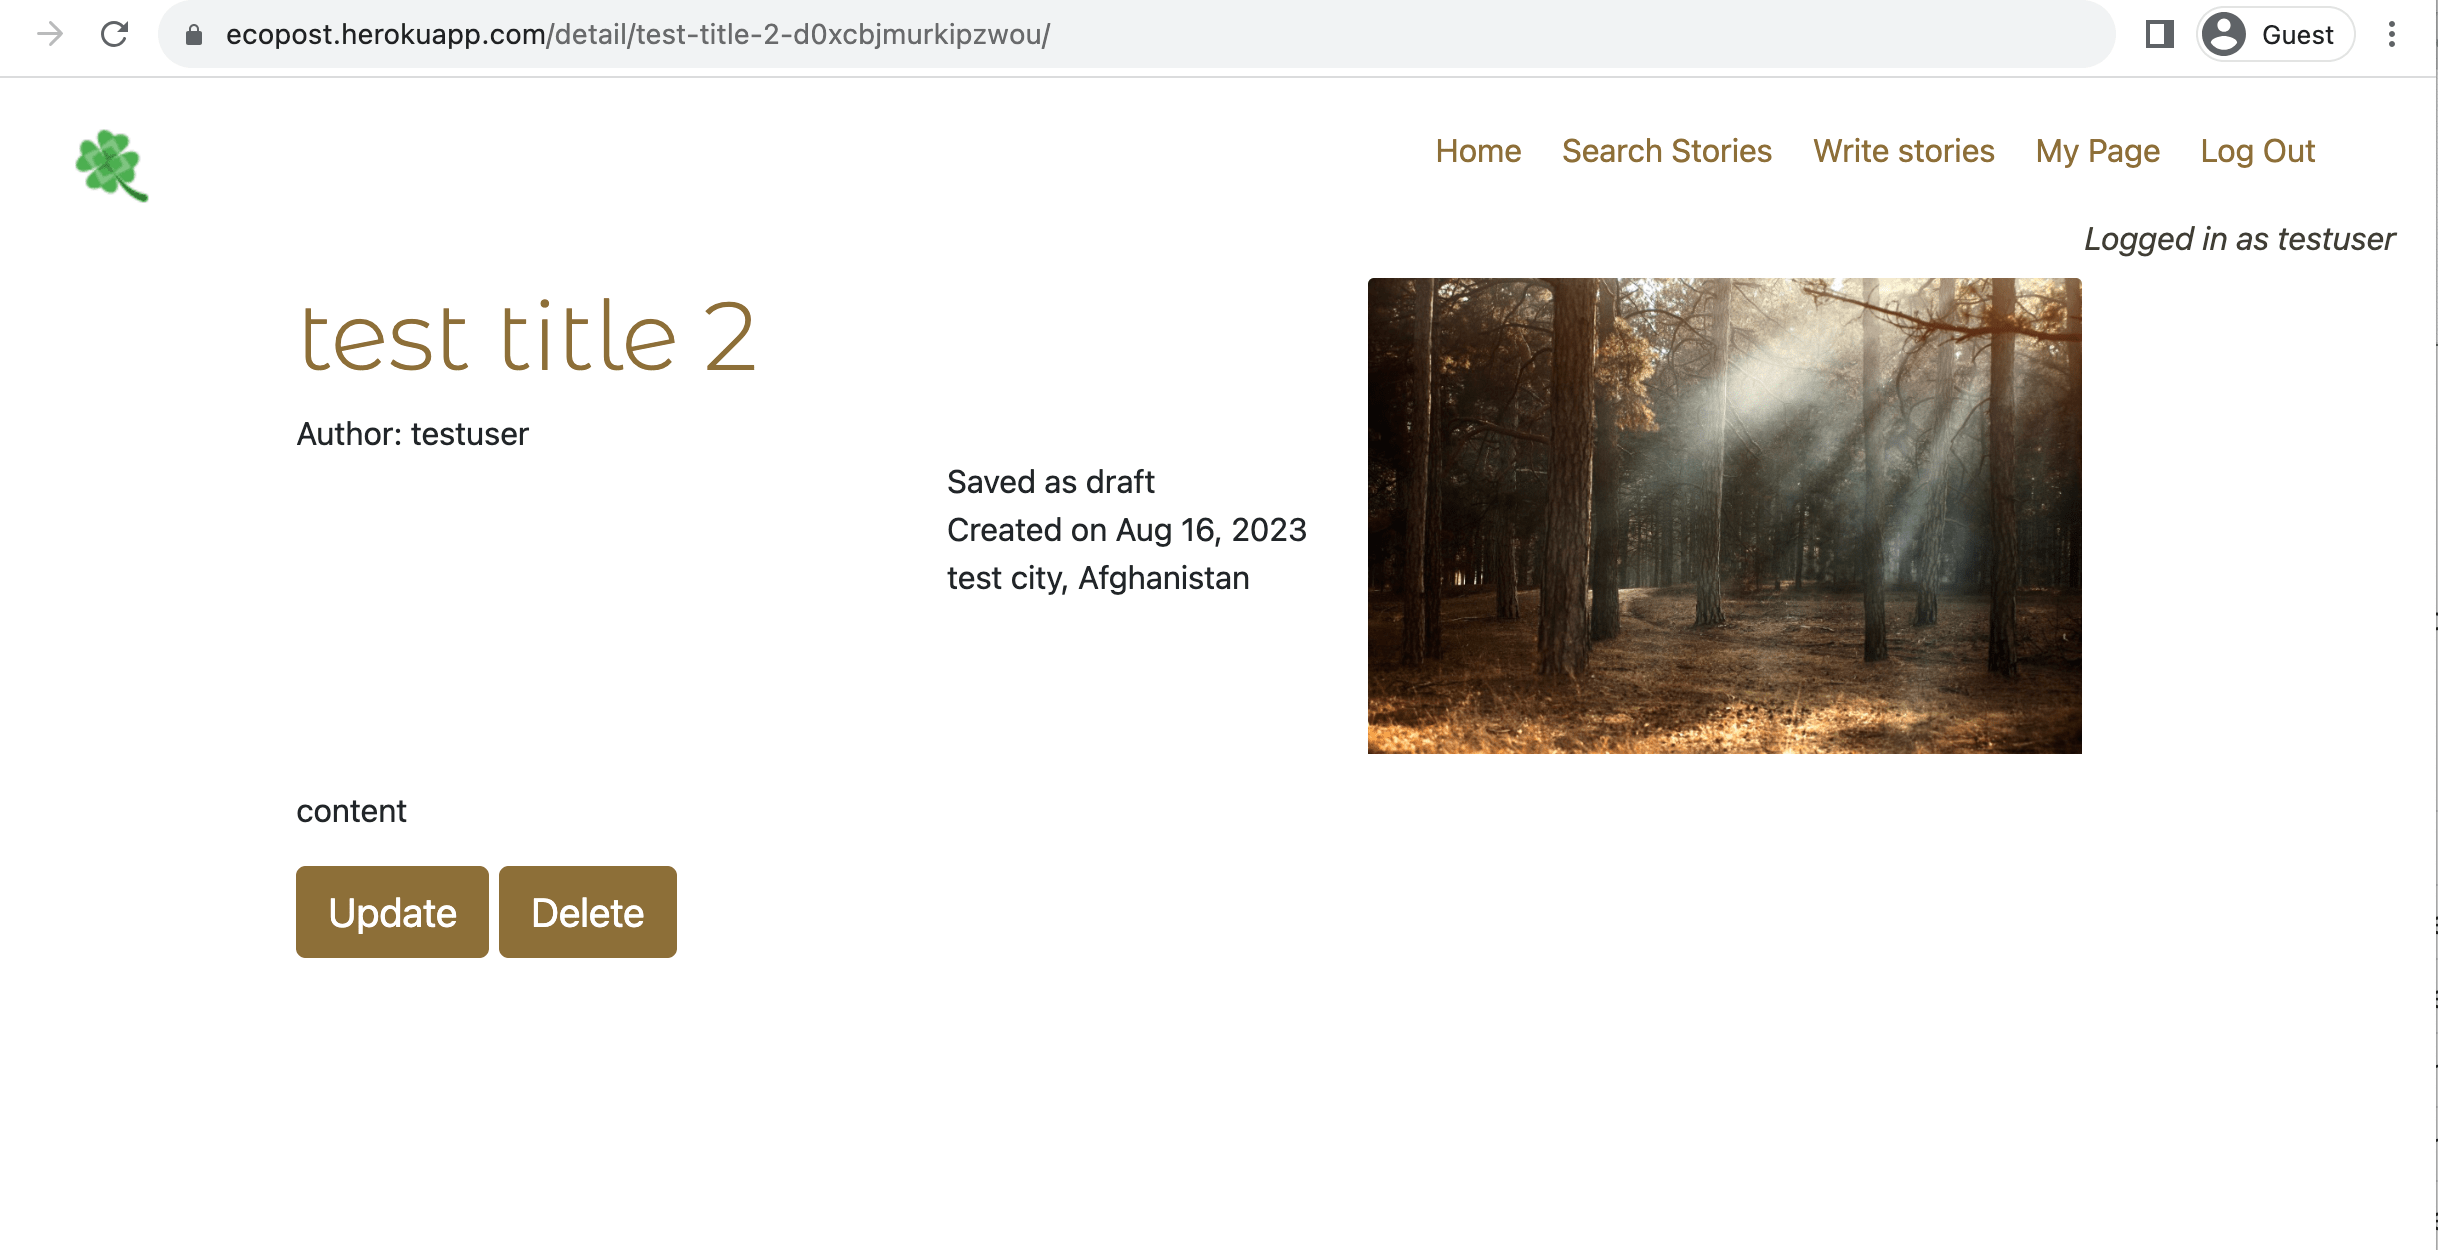 ecopost.herokuapp.com/detail/test-title-2-d0xcbjmurkipzwou/
Guest
Home Search Stories Write stories My Page Log Out
Logged in as testuser
test title 2
Author: testuser
Saved as draft
Created on Aug 16, 2023
test city, Afghanistan
content
Update Delete